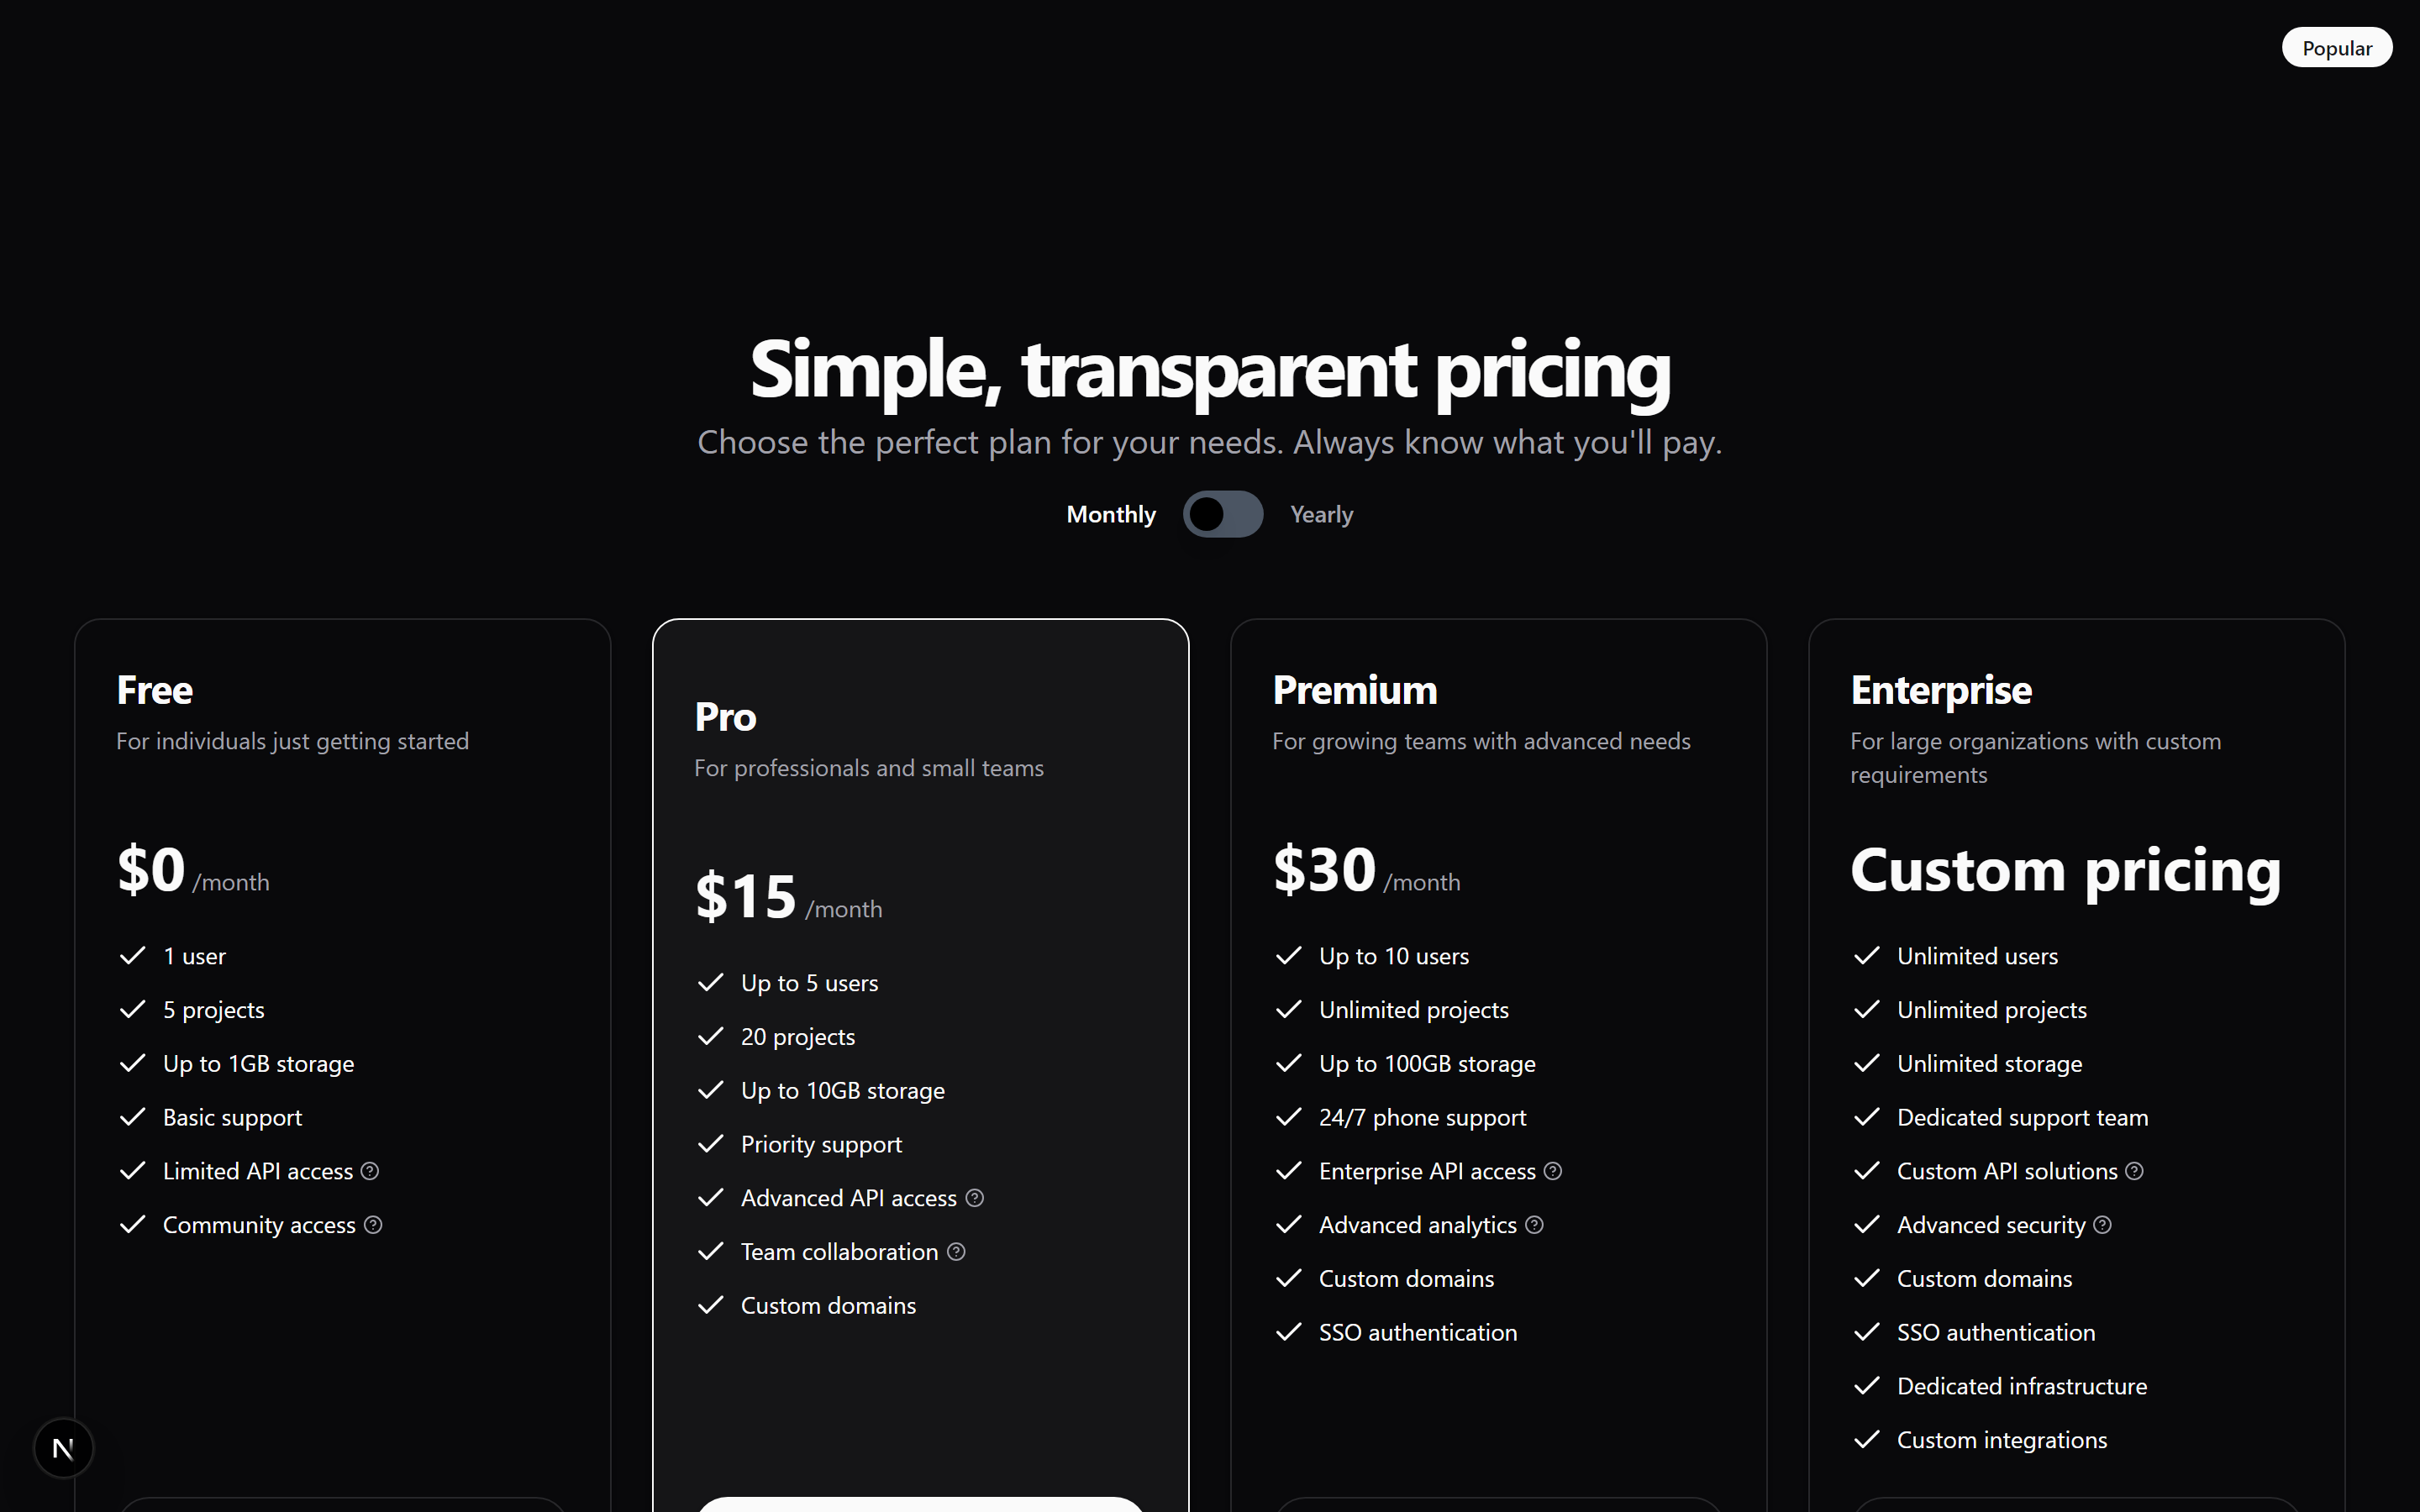 Popular
Simple, transparent pricing
Choose the perfect plan for your needs. Always know what you'll pay.
Monthly Yearly
Free
For individuals just getting started
$0 /month
1 user
5 projects
Up to 1GB storage
Basic support
Limited API access
Community access
Pro
For professionals and small teams
$15 /month
Up to 5 users
20 projects
Up to 10GB storage
Priority support
Advanced API access
Team collaboration
Custom domains
Premium
For growing teams with advanced needs
$30 /month
Up to 10 users
Unlimited projects
Up to 100GB storage
24/7 phone support
Enterprise API access
Advanced analytics
Custom domains
SSO authentication
Enterprise
For large organizations with custom
requirements
Custom pricing
Unlimited users
Unlimited projects
Unlimited storage
Dedicated support team
Custom API solutions
Advanced security
Custom domains
SSO authentication
Dedicated infrastructure
Custom integrations
N